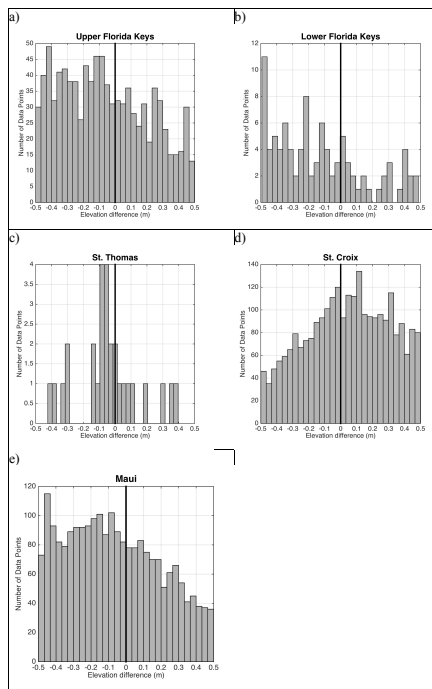 a)
Upper Florida Keys
50
45
40
35
30
25
20
15
10
5
0
Number of Data Points
-0.5 -0.4 -0.3 -0.2 -0.1 0 0.1 0.2 0.3 0.4 0.5
Elevation difference (m)
b)
Lower Florida Keys
12
10
8
6
4
2
0
Number of Data Points
-0.5 -0.4 -0.3 -0.2 -0.1 0 0.1 0.2 0.3 0.4 0.5
Elevation difference (m)
c)
St. Thomas
4
3.5
3
2.5
2
1.5
1
0.5
0
Number of Data Points
-0.5 -0.4 -0.3 -0.2 -0.1 0 0.1 0.2 0.3 0.4 0.5
Elevation difference (m)
d)
St. Croix
140
120
100
80
60
40
20
0
Number of Data Points
-0.5 -0.4 -0.3 -0.2 -0.1 0 0.1 0.2 0.3 0.4 0.5
Elevation difference (m)
e)
Maui
120
100
80
60
40
20
0
Number of Data Points
-0.5 -0.4 -0.3 -0.2 -0.1 0 0.1 0.2 0.3 0.4 0.5
Elevation difference (m)